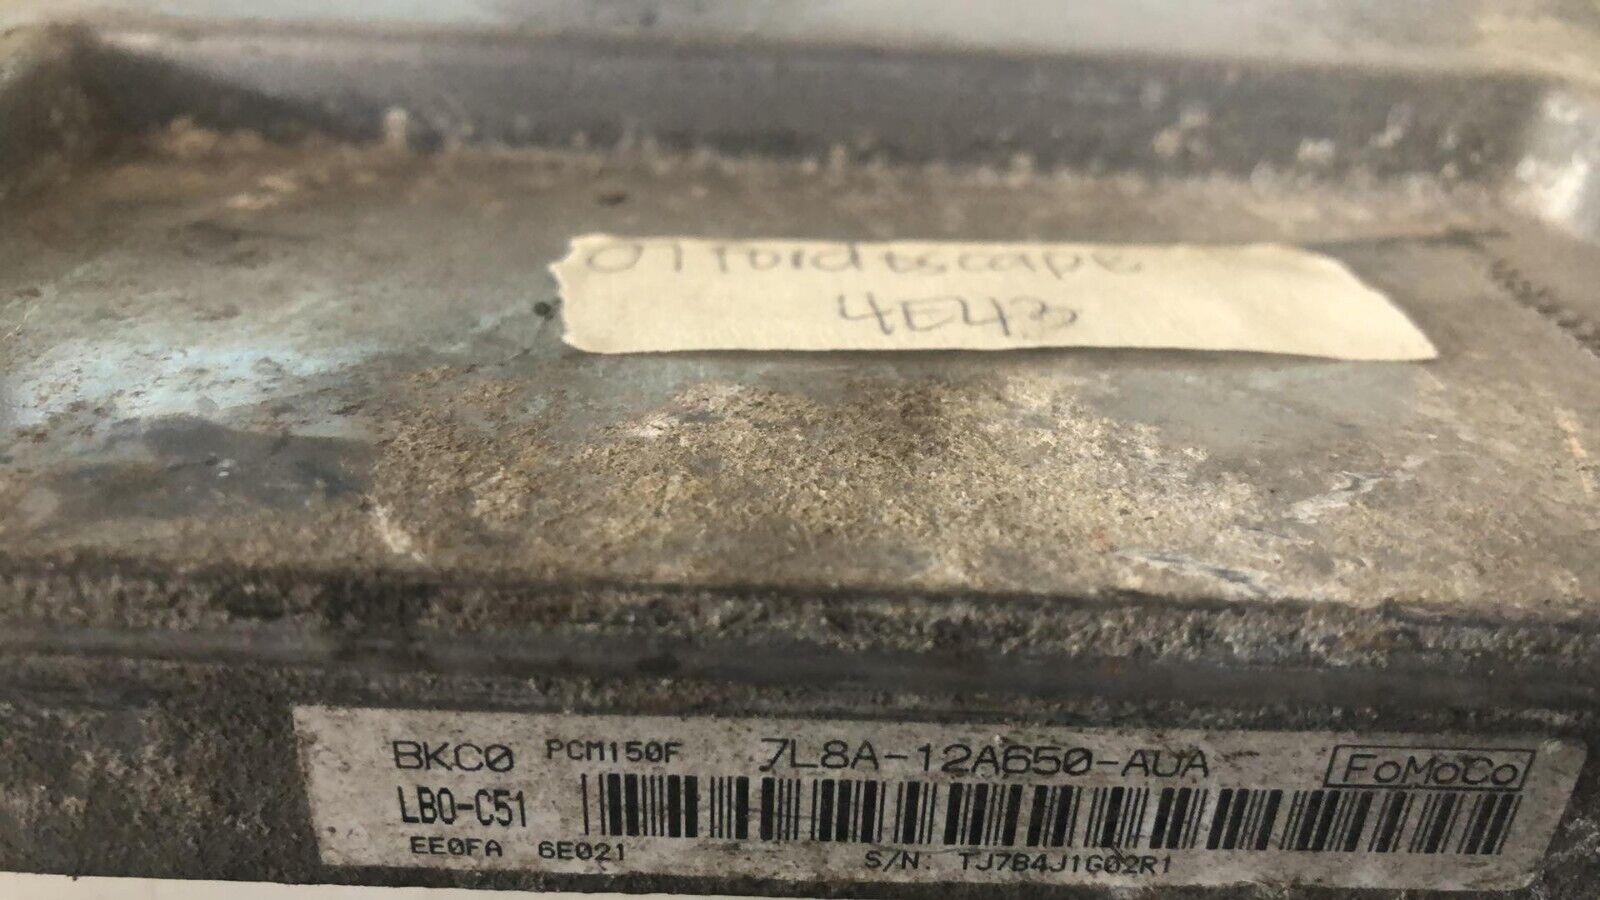 07 Ford Escape
4E43
BKC0 PCM150F 7L8A-12A650-AUA FoMoCo
LB0-C51
EE0FA 6E021 S/N: TJ7B4J1G02R1